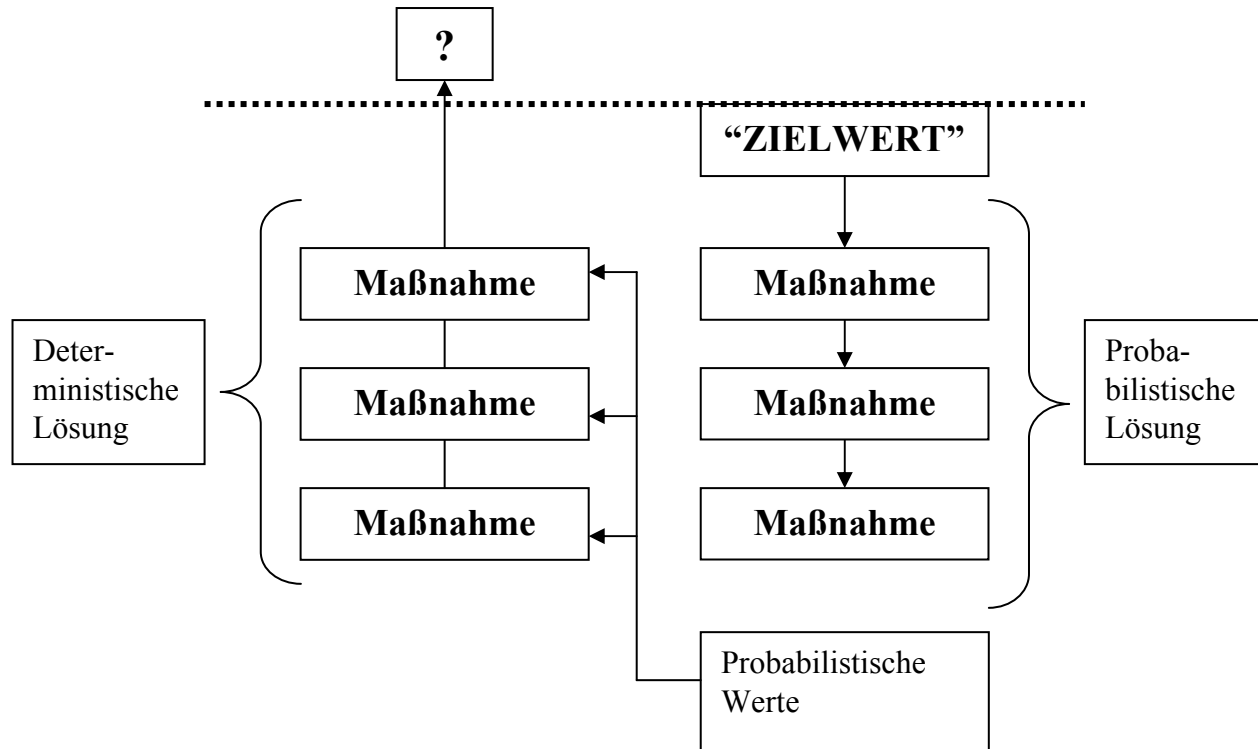 ?
“ZIELWERT”
Maßnahme
Maßnahme
Deter-
ministische
Lösung
Proba-
bilistische
Lösung
Maßnahme
Maßnahme
Maßnahme
Maßnahme
Probabilistische
Werte